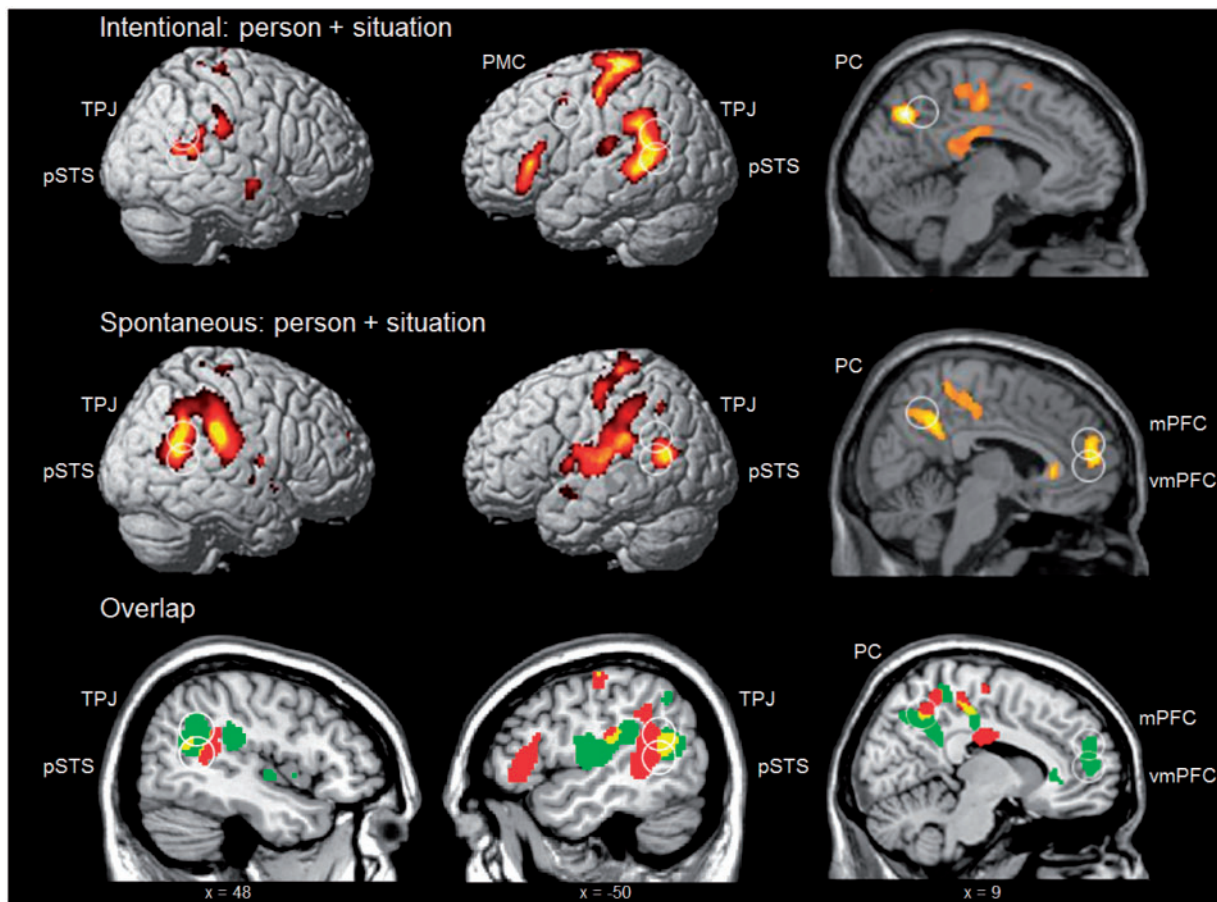 Intentional: person + situation
PMC
PC
TPJ
TPJ
pSTS
pSTS
Spontaneous: person + situation
PC
TPJ
TPJ
mPFC
pSTS
pSTS
vmPFC
Overlap
PC
TPJ
TPJ
mPFC
pSTS
pSTS
vmPFC
x = 48
x = -50
x = 9